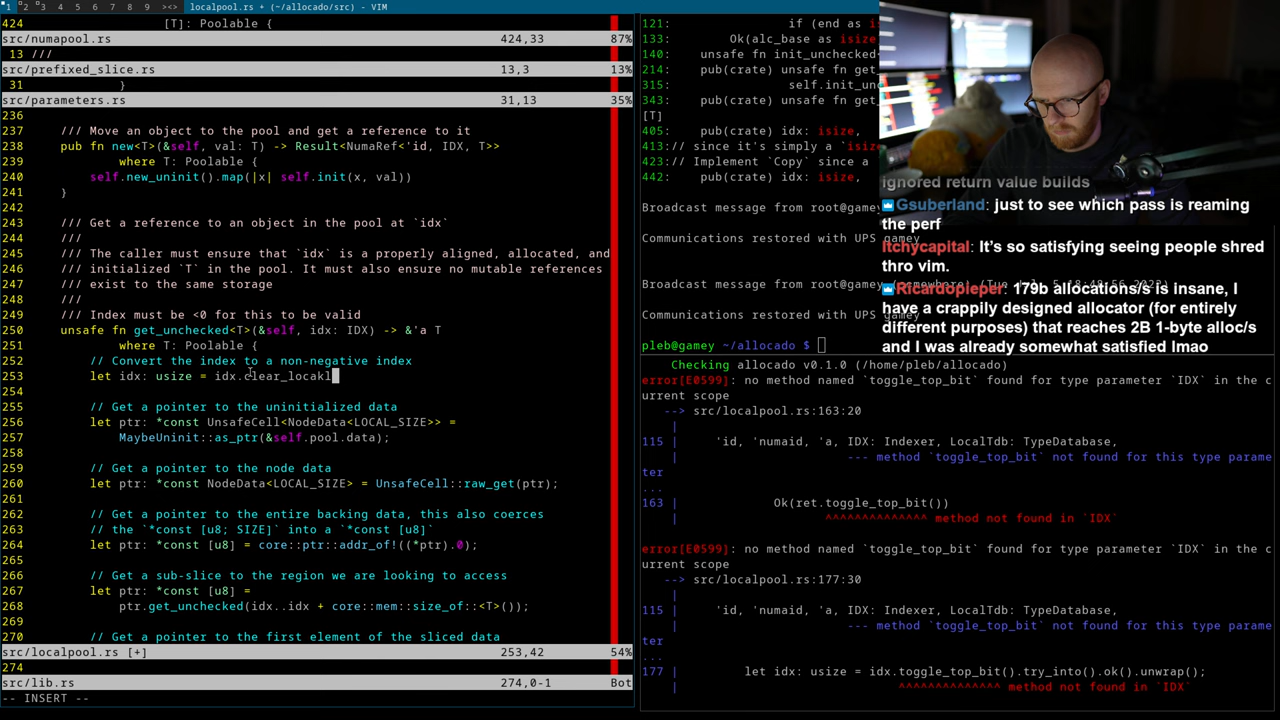 1 2 3 4 5 6 7 8 9 ><> localpool.rs + (~/allocado/src) - VIM
424 [T]: Poolable {
src/numapool.rs 424,33 87%
13 ///
src/prefixed_slice.rs 13,3 13%
31 }
src/parameters.rs 31,13 35%
236
237 /// Move an object to the pool and get a reference to it
238 pub fn new<T>(&self, val: T) -> Result<NumaRef<'id, IDX, T>>
239 where T: Poolable {
240 self.new_uninit().map(|x| self.init(x, val))
241 }
242
243 /// Get a reference to an object in the pool at `idx`
244 ///
245 /// The caller must ensure that `idx` is a properly aligned, allocated, and
246 /// initialized `T` in the pool. It must also ensure no mutable references
247 /// exist to the same storage
248 ///
249 /// Index must be <0 for this to be valid
250 unsafe fn get_unchecked<T>(&self, idx: IDX) -> &'a T
251 where T: Poolable {
252 // Convert the index to a non-negative index
253 let idx: usize = idx.clear_locakl
254
255 // Get a pointer to the uninitialized data
256 let ptr: *const UnsafeCell<NodeData<LOCAL_SIZE>> =
257 MaybeUninit::as_ptr(&self.pool.data);
258
259 // Get a pointer to the node data
260 let ptr: *const NodeData<LOCAL_SIZE> = UnsafeCell::raw_get(ptr);
261
262 // Get a pointer to the entire backing data, this also coerces
263 // the `*const [u8; SIZE]` into a `*const [u8]`
264 let ptr: *const [u8] = core::ptr::addr_of!((*ptr).0);
265
266 // Get a sub-slice to the region we are looking to access
267 let ptr: *const [u8] =
268 ptr.get_unchecked(idx..idx + core::mem::size_of::<T>());
269
270 // Get a pointer to the first element of the sliced data
src/localpool.rs [+] 253,42 54%
274
src/lib.rs 274,0-1 Bot
-- INSERT --
121: if (end as i
133: Ok(alc_base as isize
140: unsafe fn init_unchecked
214: pub(crate) unsafe fn get_
315: self.init_un
343: pub(crate) unsafe fn get_
[T]
405: pub(crate) idx: isize,
413:// since it's simply a `isize
423:// Implement `Copy` since a
442: pub(crate) idx: isize,
Broadcast message from root@gamey
Communications restored with UPS gamey
Broadcast message from root@gamey
Communications restored with UPS gamey
pleb@gamey ~/allocado $
Checking allocado v0.1.0 (/home/pleb/allocado)
error[E0599]: no method named `toggle_top_bit` found for type parameter `IDX` in the c
urrent scope
--> src/localpool.rs:163:20
|
115 | 'id, 'numaid, 'a, IDX: Indexer, LocalTdb: TypeDatabase,
| --- method `toggle_top_bit` not found for this type parame
ter
...
163 | Ok(ret.toggle_top_bit())
| ^^^^^^^^^^^^^^ method not found in `IDX`
error[E0599]: no method named `toggle_top_bit` found for type parameter `IDX` in the c
urrent scope
--> src/localpool.rs:177:30
|
115 | 'id, 'numaid, 'a, IDX: Indexer, LocalTdb: TypeDatabase,
| --- method `toggle_top_bit` not found for this type parame
ter
...
177 | let idx: usize = idx.toggle_top_bit().try_into().ok().unwrap();
| ^^^^^^^^^^^^^^ method not found in `IDX`
ignored return value builds
Gsuberland: just to see which pass is reaming
the perf
Itchycapital: It's so satisfying seeing people shred
thro vim.
Ricardopieper: 179b allocations/s is insane, I
have a crappily designed allocator (for entirely
different purposes) that reaches 2B 1-byte alloc/s
and I was already somewhat satisfied lmao